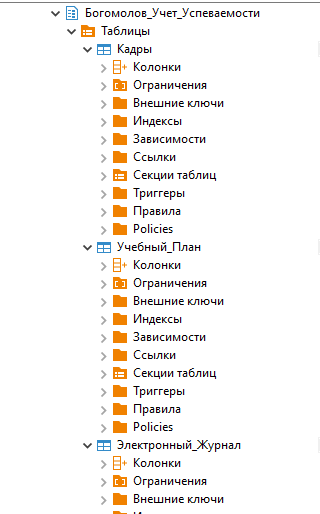 Богомолов_Учет_Успеваемости
Таблицы
Кадры
Колонки
Ограничения
Внешние ключи
Индексы
Зависимости
Ссылки
Секции таблиц
Триггеры
Правила
Policies
Учебный_План
Колонки
Ограничения
Внешние ключи
Индексы
Зависимости
Ссылки
Секции таблиц
Триггеры
Правила
Policies
Электронный_Журнал
Колонки
Ограничения
Внешние ключи